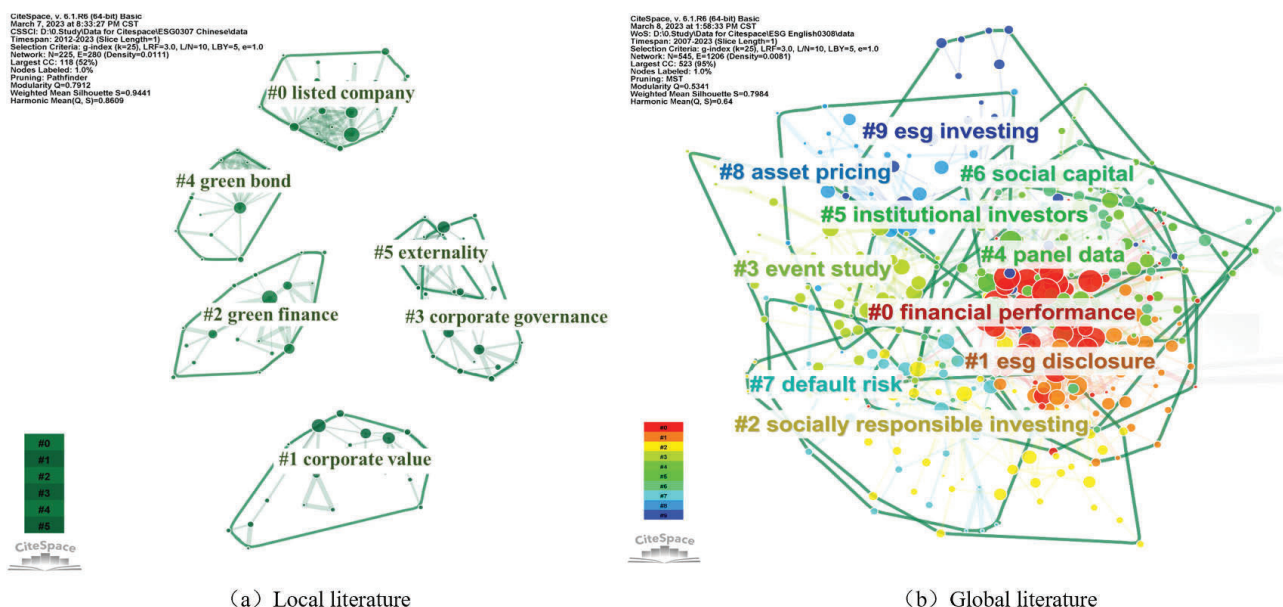 CiteSpace, v. 6.1.R6 (64-bit) Basic
March 7, 2023 at 8:33:27 PM CST
CSSCI: D:\0.Study\Data for Citespace\ESG0307 Chinese\data
Timespan: 2012-2023 (Slice Length=1)
Selection Criteria: g-index (k=25), LRF=3.0, L/N=10, LBY=5, e=1.0
Network: N=225, E=280 (Density=0.0111)
Largest CC: 118 (52%)
Nodes Labeled: 1.0%
Pruning: Pathfinder
Modularity Q=0.7912
Weighted Mean Silhouette S=0.9441
Harmonic Mean(Q, S)=0.8609
#0 listed company
#4 green bond
#5 externality
#2 green finance
#3 corporate governance
#1 corporate value
#0
#1
#2
#3
#4
#5
CiteSpace
(a) Local literature
CiteSpace, v. 6.1.R6 (64-bit) Basic
March 8, 2023 at 1:58:33 PM CST
WoS: D:\0.Study\Data for Citespace\ESG English0308\data
Timespan: 2007-2023 (Slice Length=1)
Selection Criteria: g-index (k=25), LRF=3.0, L/N=10, LBY=5, e=1.0
Network: N=545, E=1206 (Density=0.0081)
Largest CC: 523 (95%)
Nodes Labeled: 1.0%
Pruning: MST
Modularity Q=0.5341
Weighted Mean Silhouette S=0.7984
Harmonic Mean(Q, S)=0.64
#9 esg investing
#8 asset pricing
#6 social capital
#5 institutional investors
#4 panel data
#3 event study
#0 financial performance
#1 esg disclosure
#7 default risk
#2 socially responsible investing
#0
#1
#2
#3
#4
#5
#6
#7
#8
#9
CiteSpace
(b) Global literature